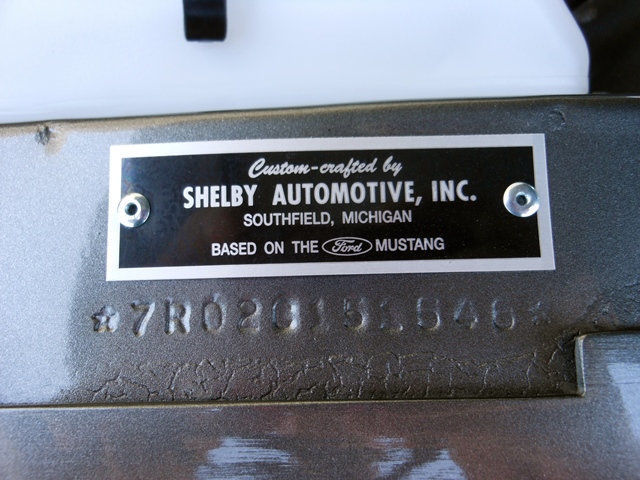 Custom-crafted by
SHELBY AUTOMOTIVE, INC.
SOUTHFIELD, MICHIGAN
BASED ON THE Ford MUSTANG